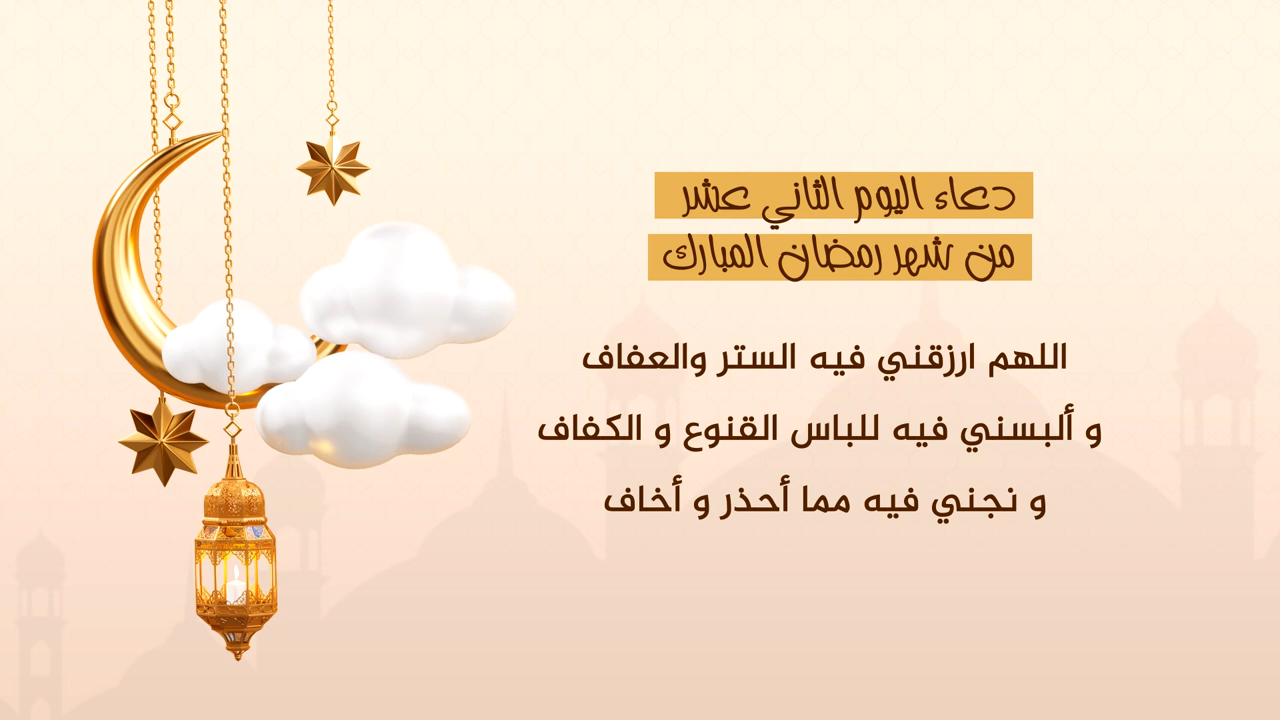 دعاء اليوم الثاني عشر
من شهر رمضان المبارك
اللهم ارزقني فيه الستر والعفاف
و ألبسني فيه للباس القنوع و الكفاف
و نجني فيه مما أحذر و أخاف